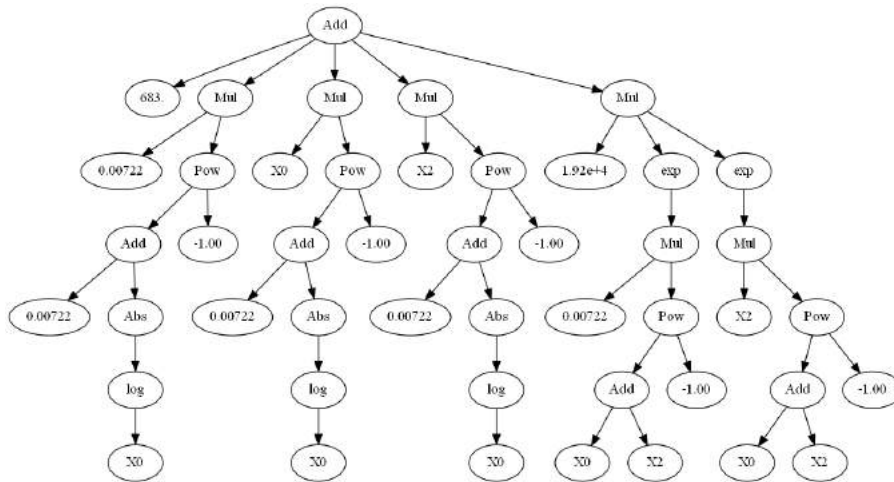 Add
683. Mul Mul Mul Mul
0.00722 Pow X0 Pow X2 Pow 1.92e+4 exp exp
Add -1.00 Add -1.00 Add -1.00 Mul Mul
0.00722 Abs 0.00722 Abs 0.00722 Abs 0.00722 Pow X2 Pow
log log log Add -1.00 Add -1.00
X0 X0 X0 X0 X2 X0 X2